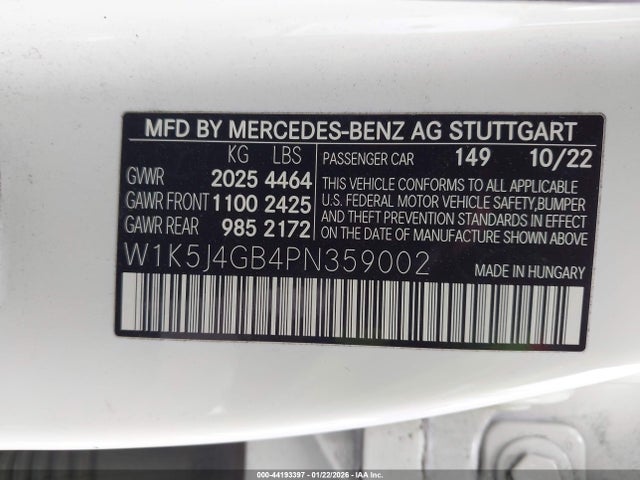 MFD BY MERCEDES-BENZ AG STUTTGART
KG LBS PASSENGER CAR 149 10/22
GVWR 2025 4464
GAWR FRONT 1100 2425
GAWR REAR 985 2172
THIS VEHICLE CONFORMS TO ALL APPLICABLE
U.S. FEDERAL MOTOR VEHICLE SAFETY,BUMPER,
AND THEFT PREVENTION STANDARDS IN EFFECT
ON THE DATE OF MANUFACTURE SHOWN ABOVE.
W1K5J4GB4PN359002
MADE IN HUNGARY
000-44193397 - 01/22/2026 - IAAI.COM